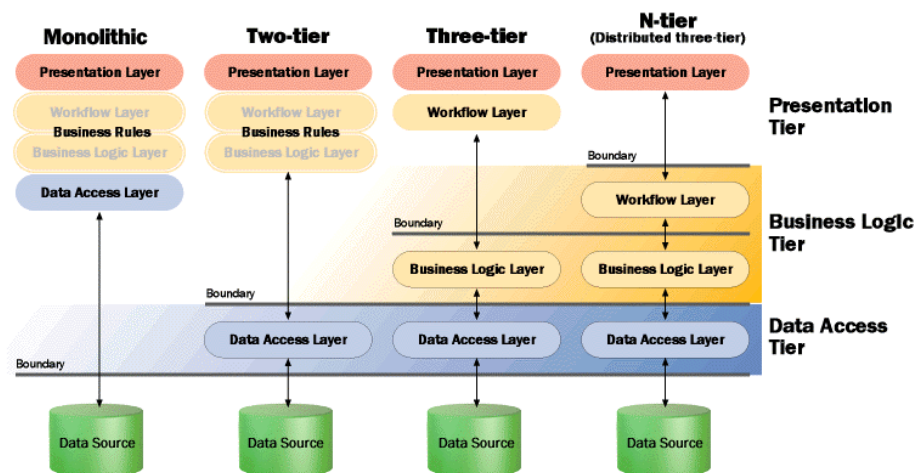 Monolithic
Two-tier
Three-tier
N-tier
(Distributed three-tier)
Presentation Layer
Presentation Layer
Presentation Layer
Presentation Layer
Workflow Layer
Workflow Layer
Workflow Layer
Presentation
Tier
Business Rules
Business Rules
Business Logic Layer
Business Logic Layer
Boundary
Data Access Layer
Workflow Layer
Boundary
Business Logic
Tier
Business Logic Layer
Business Logic Layer
Boundary
Data Access Layer
Data Access Layer
Data Access Layer
Data Access
Tier
Boundary
Data Source
Data Source
Data Source
Data Source